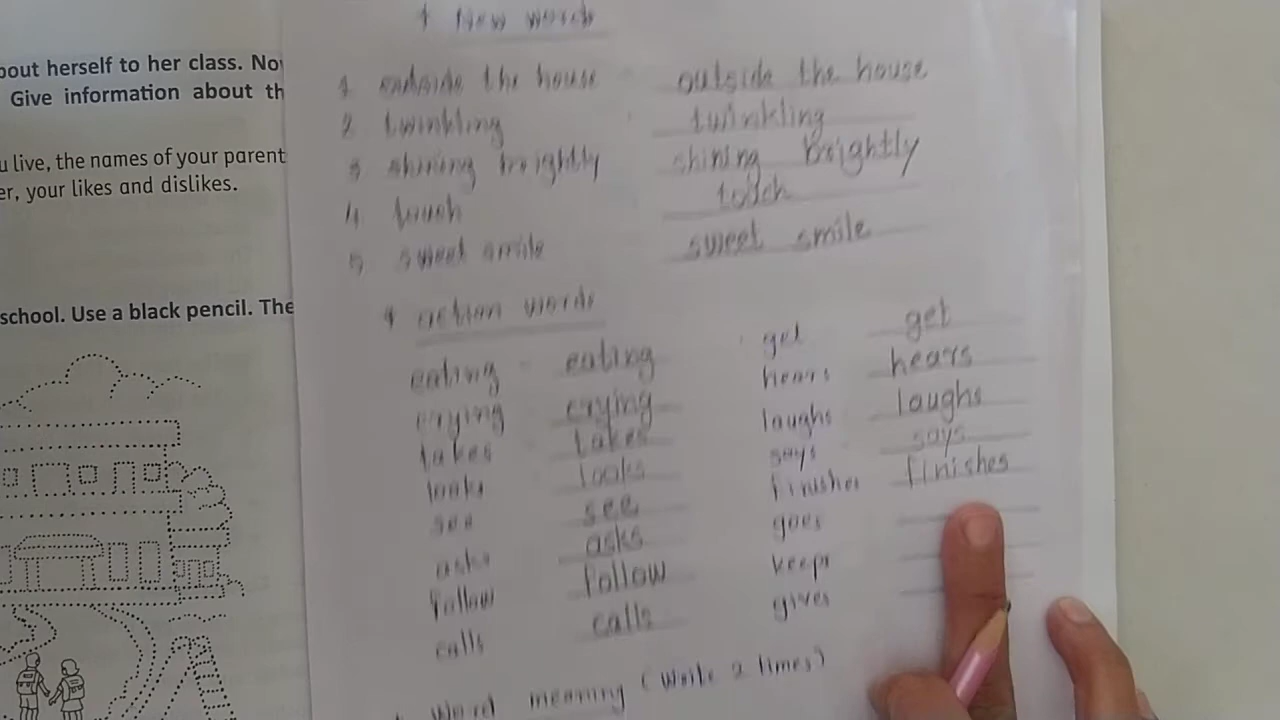 bout herself to her class. No
Give information about th
u live, the names of your parent
er, your likes and dislikes.
school. Use a black pencil. The
* New words
1 outside the house - outside the house
2 twinkling - twinkling
3 shining brightly shining brightly
4 touch touch
5 sweet smile sweet smile
* action words
eating - eating
crying crying
takes takes
looks looks
see see
asks asks
follow follow
calls calls
get get
hears hears
laughs laughs
says says
finishes finishes
goes
keeps
gives
* Word meaning (Write 2 times)